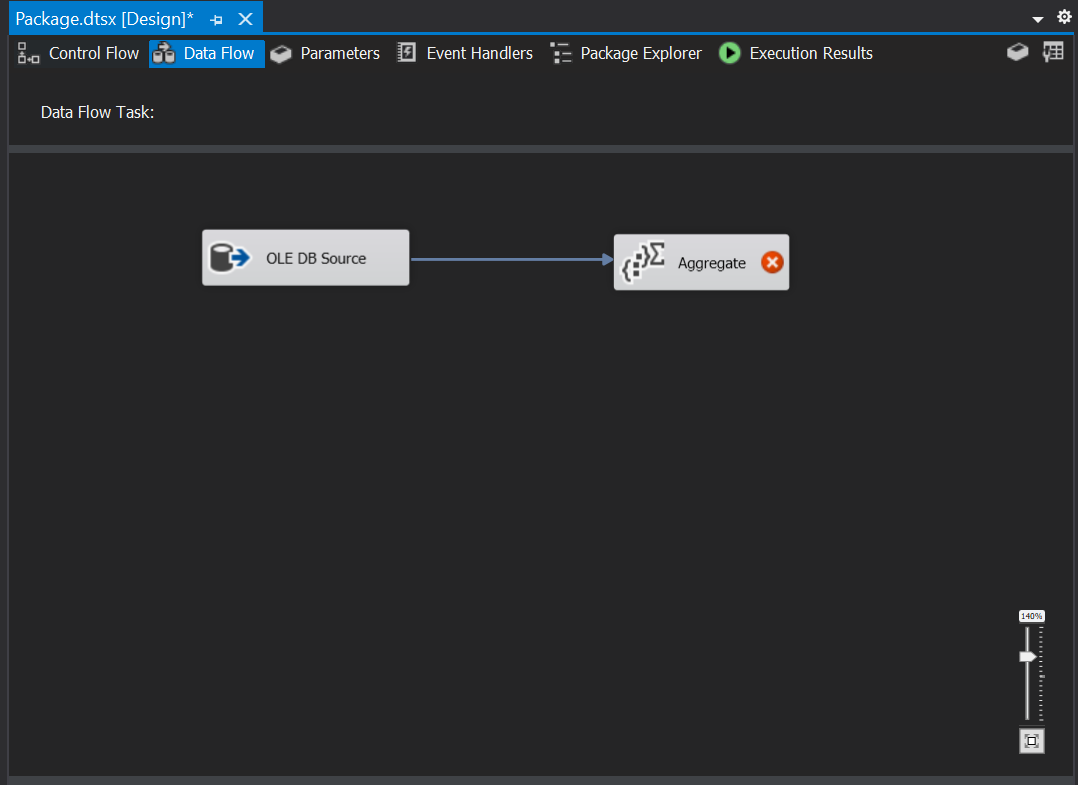 Package.dtsx [Design]*
Control Flow Data Flow Parameters Event Handlers Package Explorer Execution Results
Data Flow Task:
OLE DB Source
Aggregate
140%